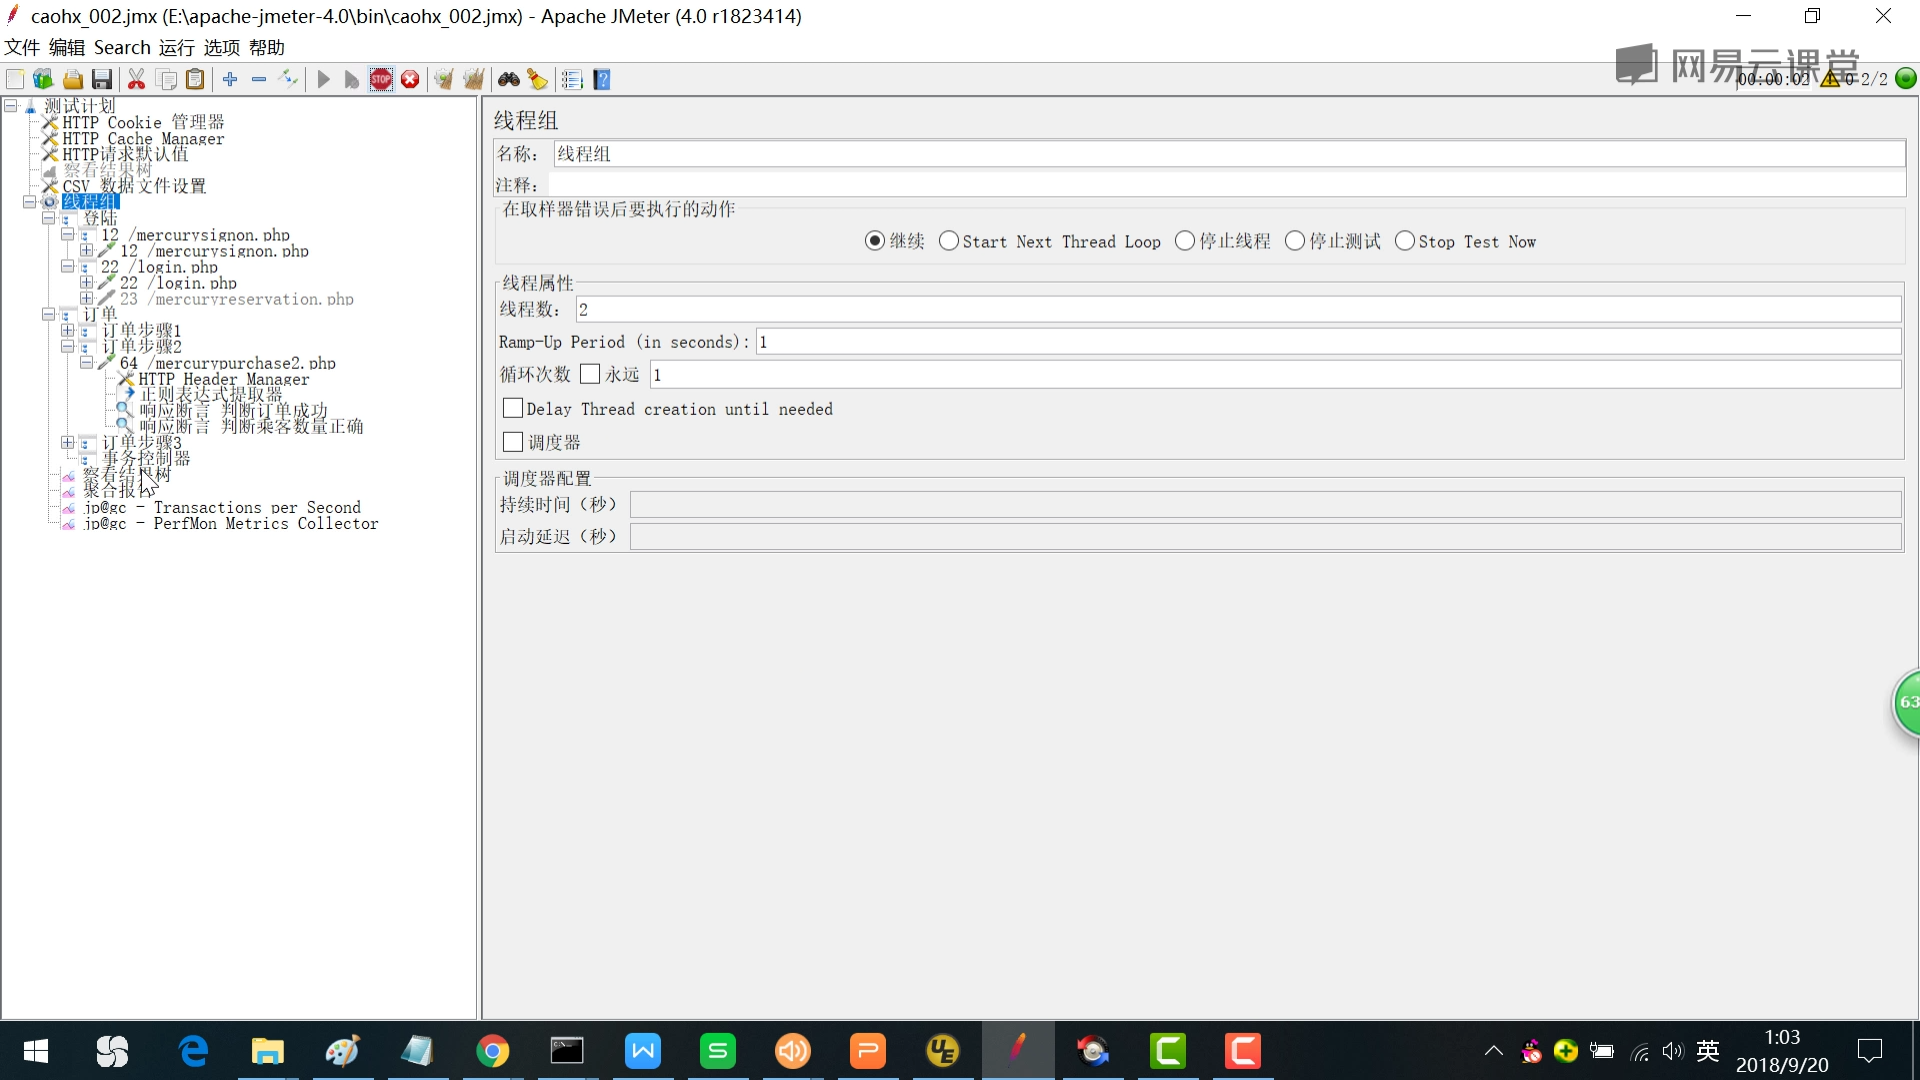 caohx_002.jmx (E:\apache-jmeter-4.0\bin\caohx_002.jmx) - Apache JMeter (4.0 r1823414)
文件 编辑 Search 运行 选项 帮助
网易云课堂
STOP
00:00:02 0 2/2
测试计划
HTTP Cookie 管理器
HTTP Cache Manager
HTTP请求默认值
察看结果树
CSV 数据文件设置
线程组
登陆
12 /mercurysignon.php
12 /mercurysignon.php
22 /login.php
22 /login.php
23 /mercuryreservation.php
订单
订单步骤1
订单步骤2
64 /mercurypurchase2.php
HTTP Header Manager
正则表达式提取器
响应断言 判断订单成功
响应断言 判断乘客数量正确
订单步骤3
事务控制器
察看结果树
聚合报告
jp@gc - Transactions per Second
jp@gc - PerfMon Metrics Collector
线程组
名称： 线程组
注释：
在取样器错误后要执行的动作
继续 Start Next Thread Loop 停止线程 停止测试 Stop Test Now
线程属性
线程数： 2
Ramp-Up Period (in seconds): 1
循环次数 永远 1
Delay Thread creation until needed
调度器
调度器配置
持续时间（秒）
启动延迟（秒）
63
英
1:03
2018/9/20